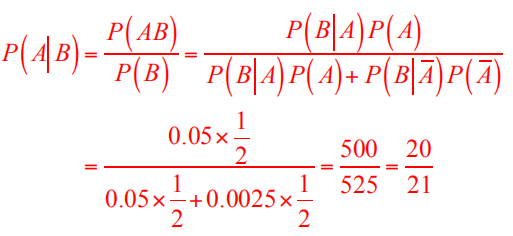 P(A|B) = P(AB) / P(B) = P(B|A)P(A) / P(B|A)P(A)+P(B|A̅)P(A̅)
= 0.05×1/2 / 0.05×1/2+0.0025×1/2 = 500/525 = 20/21